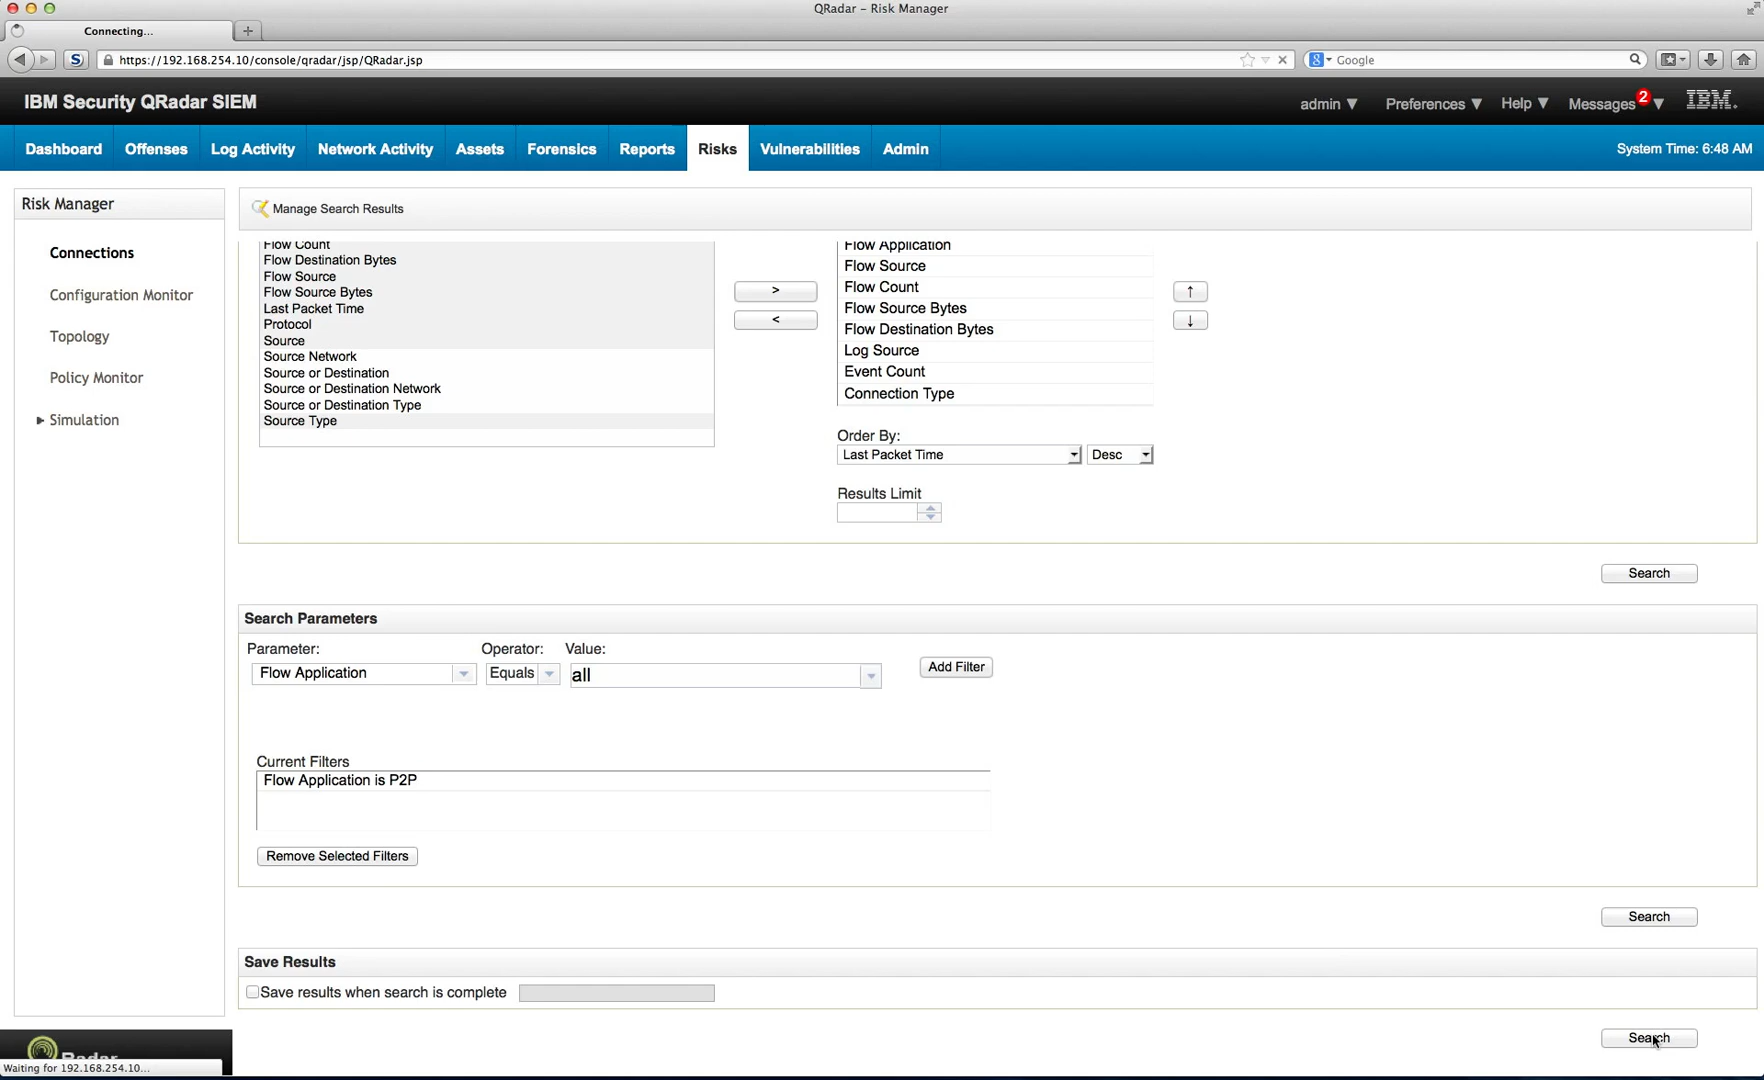 QRadar – Risk Manager
Connecting...
https://192.168.254.10/console/qradar/jsp/QRadar.jsp
Google
IBM Security QRadar SIEM
admin ▼
Preferences ▼
Help ▼
Messages 2 ▼
IBM.
Dashboard
Offenses
Log Activity
Network Activity
Assets
Forensics
Reports
Risks
Vulnerabilities
Admin
System Time: 6:48 AM
Risk Manager
Connections
Configuration Monitor
Topology
Policy Monitor
Simulation
Manage Search Results
Flow Count
Flow Destination Bytes
Flow Source
Flow Source Bytes
Last Packet Time
Protocol
Source
Source Network
Source or Destination
Source or Destination Network
Source or Destination Type
Source Type
>
<
Flow Application
Flow Source
Flow Count
Flow Source Bytes
Flow Destination Bytes
Log Source
Event Count
Connection Type
↑
↓
Order By:
Last Packet Time
Desc
Results Limit
Search
Search Parameters
Parameter:
Operator:
Value:
Flow Application
Equals
all
Add Filter
Current Filters
Flow Application is P2P
Remove Selected Filters
Search
Save Results
Save results when search is complete
Search
QRadar
Waiting for 192.168.254.10...